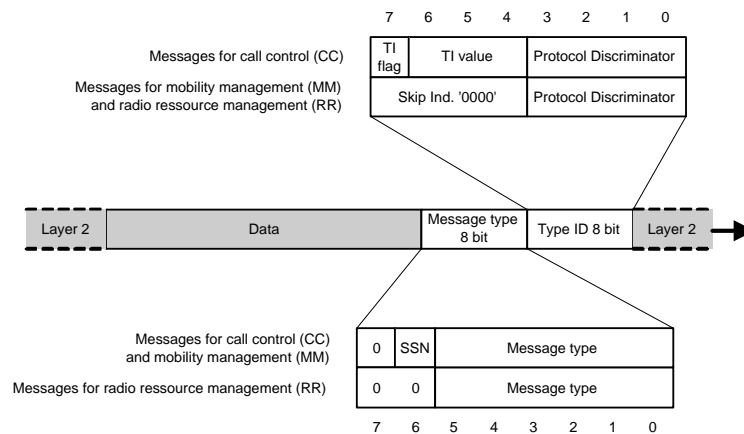 7 6 5 4 3 2 1 0
Messages for call control (CC)
TI
flag
TI value
Protocol Discriminator
Messages for mobility management (MM)
and radio ressource management (RR)
Skip Ind. '0000'
Protocol Discriminator
Layer 2
Data
Message type
8 bit
Type ID 8 bit
Layer 2
Messages for call control (CC)
and mobility management (MM)
0
SSN
Message type
Messages for radio ressource management (RR)
0 0
Message type
7 6 5 4 3 2 1 0